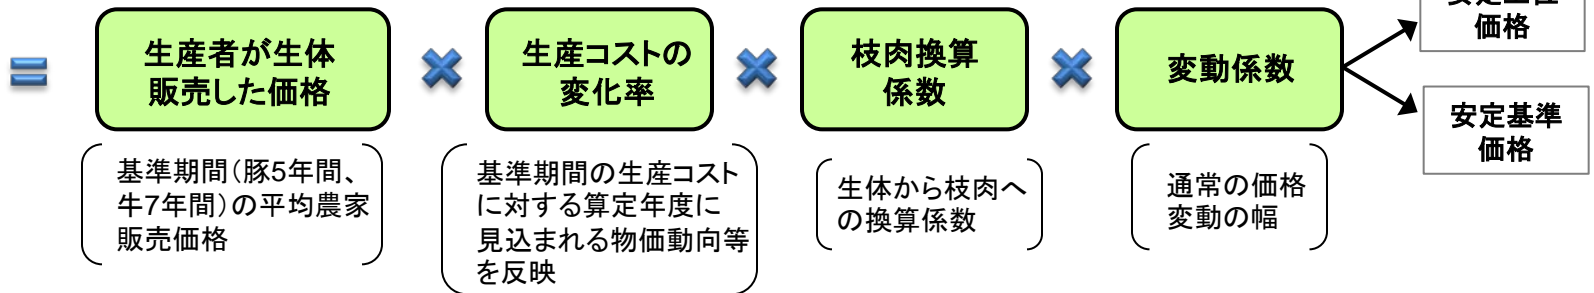 価格
=
生産者が生体
販売した価格
×
生産コストの
変化率
×
枝肉換算
係数
×
変動係数
安定基準
価格
基準期間(豚5年間、
牛7年間)の平均農家
販売価格
基準期間の生産コスト
に対する算定年度に
見込まれる物価動向等
を反映
生体から枝肉へ
の換算係数
通常の価格
変動の幅